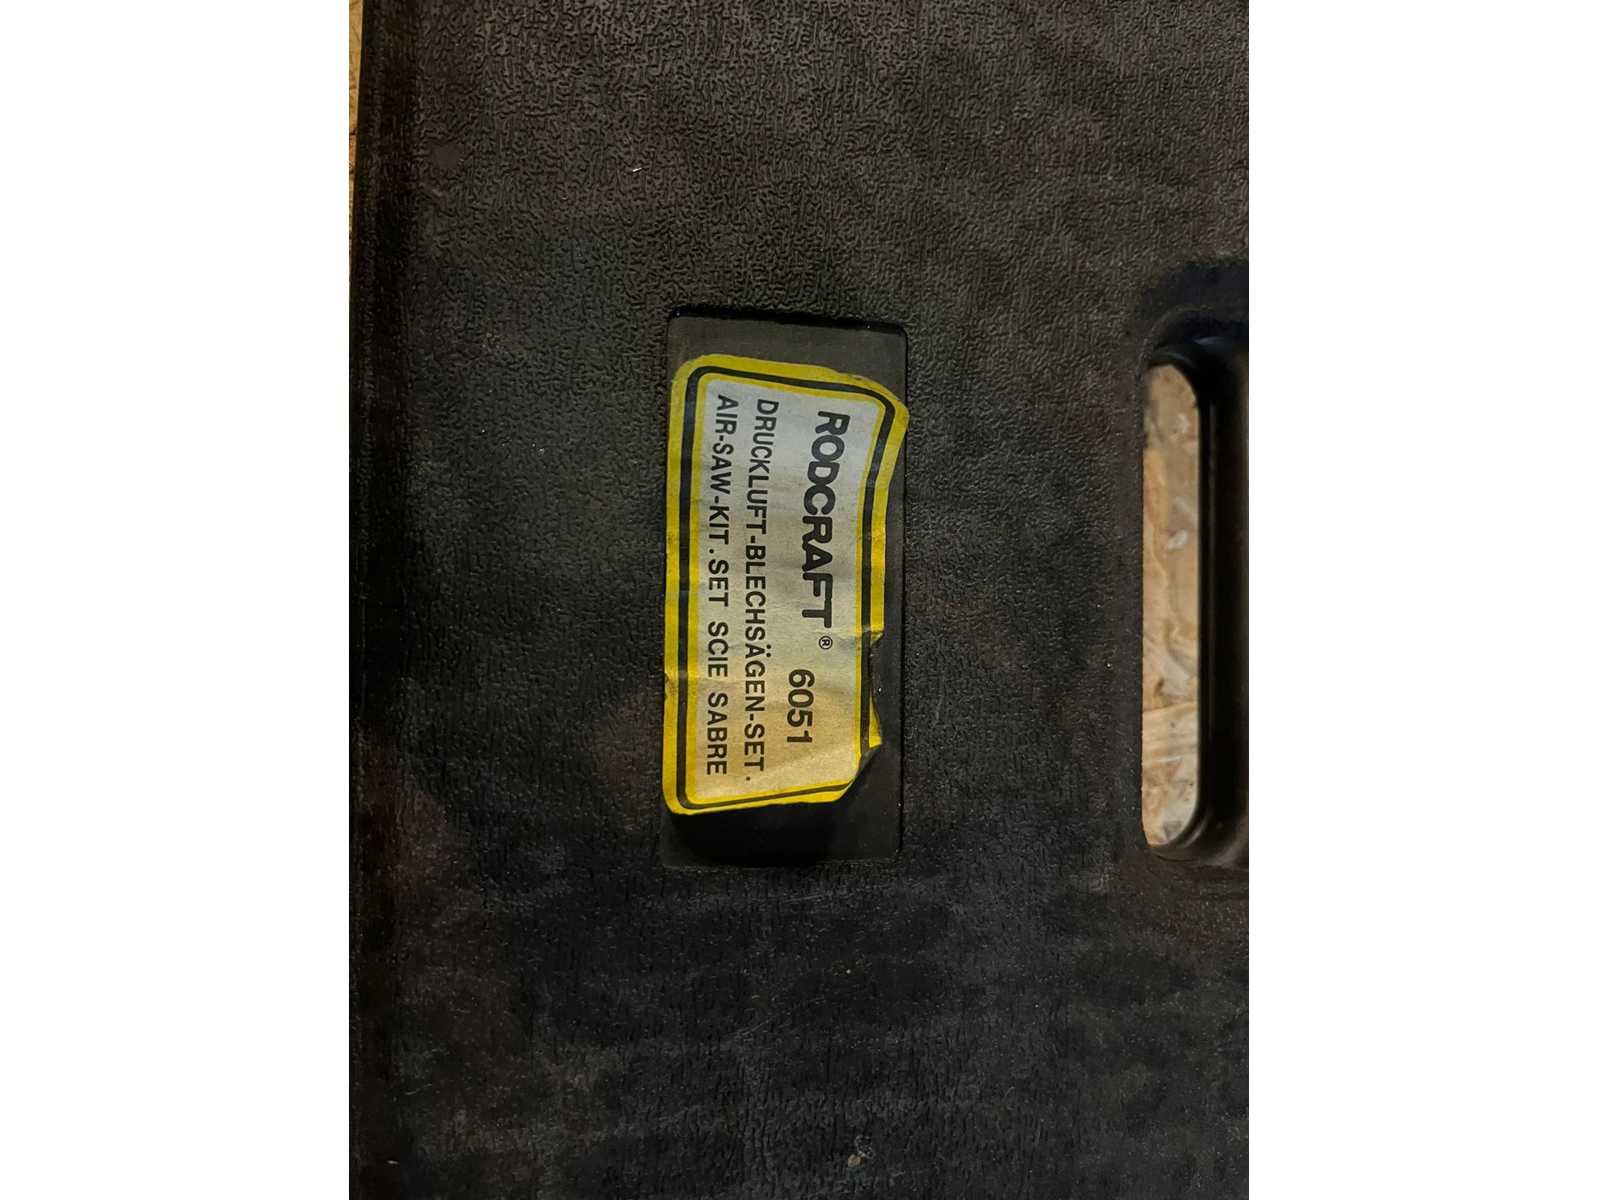 RODCRAFT® 6051
DRUCKLUFT-BLECHSÄGEN-SET.
AIR-SAW-KIT.SET SCIE SABRE